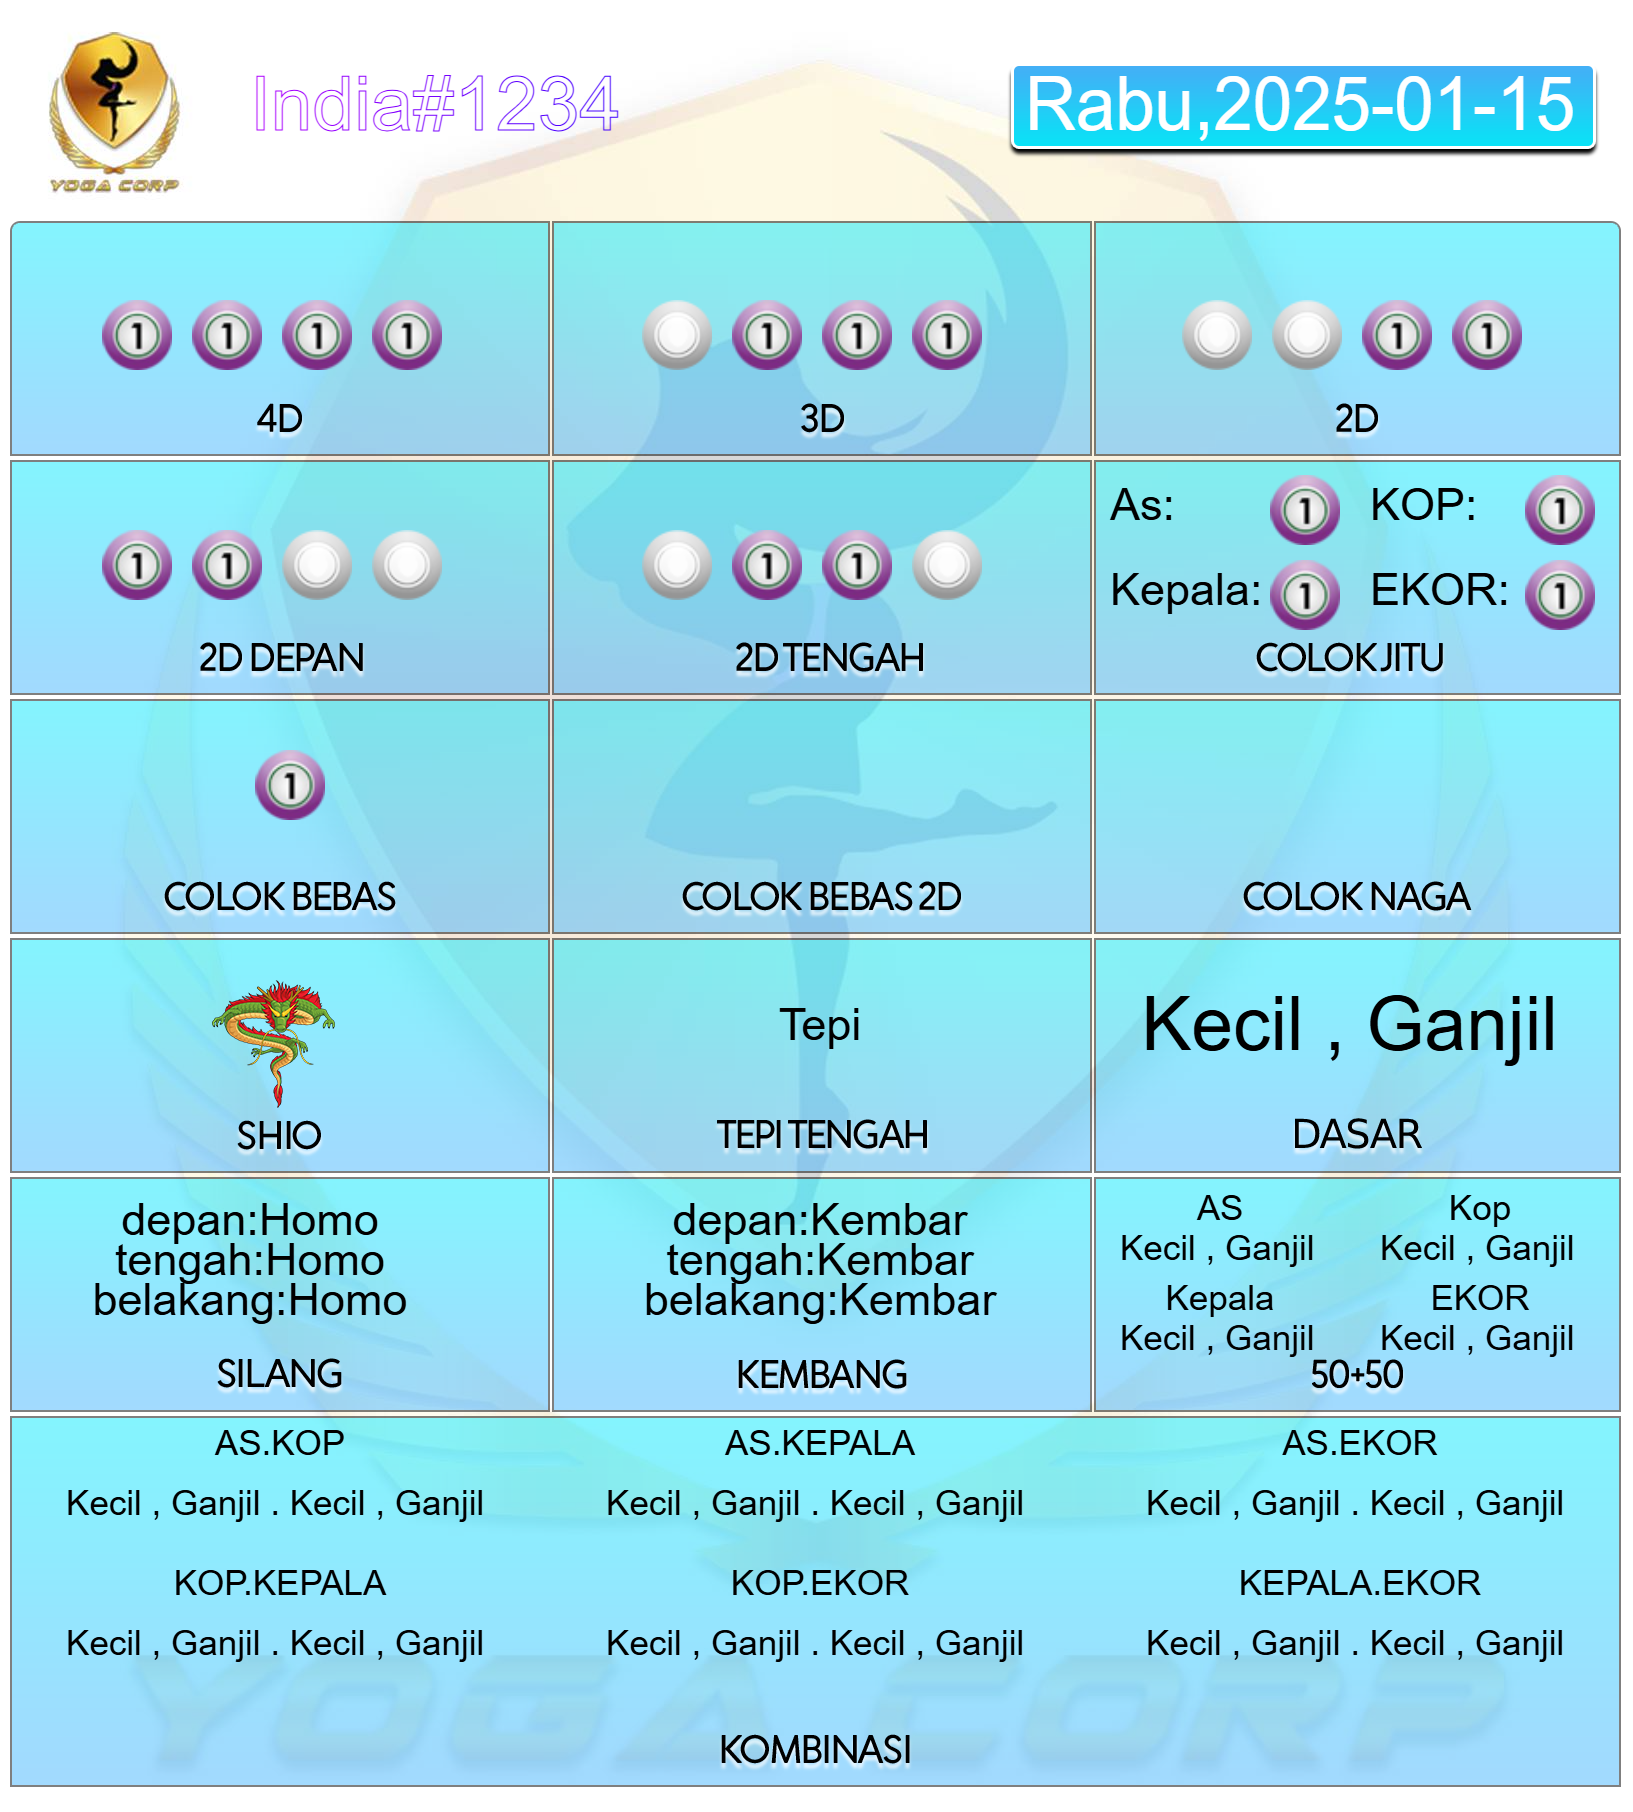 YOGA CORP
India#1234
Rabu,2025-01-15
1 1 1 1
4D
1 1 1
3D
1 1
2D
1 1
2D DEPAN
1 1
2D TENGAH
As: 1 KOP: 1
Kepala: 1 EKOR: 1
COLOK JITU
1
COLOK BEBAS
COLOK BEBAS 2D
COLOK NAGA
SHIO
Tepi
TEPI TENGAH
Kecil , Ganjil
DASAR
depan:Homo
tengah:Homo
belakang:Homo
SILANG
depan:Kembar
tengah:Kembar
belakang:Kembar
KEMBANG
AS Kop
Kecil , Ganjil Kecil , Ganjil
Kepala EKOR
Kecil , Ganjil Kecil , Ganjil
50+50
AS.KOP AS.KEPALA AS.EKOR
Kecil , Ganjil . Kecil , Ganjil Kecil , Ganjil . Kecil , Ganjil Kecil , Ganjil . Kecil , Ganjil
KOP.KEPALA KOP.EKOR KEPALA.EKOR
Kecil , Ganjil . Kecil , Ganjil Kecil , Ganjil . Kecil , Ganjil Kecil , Ganjil . Kecil , Ganjil
YOGA CORP
KOMBINASI